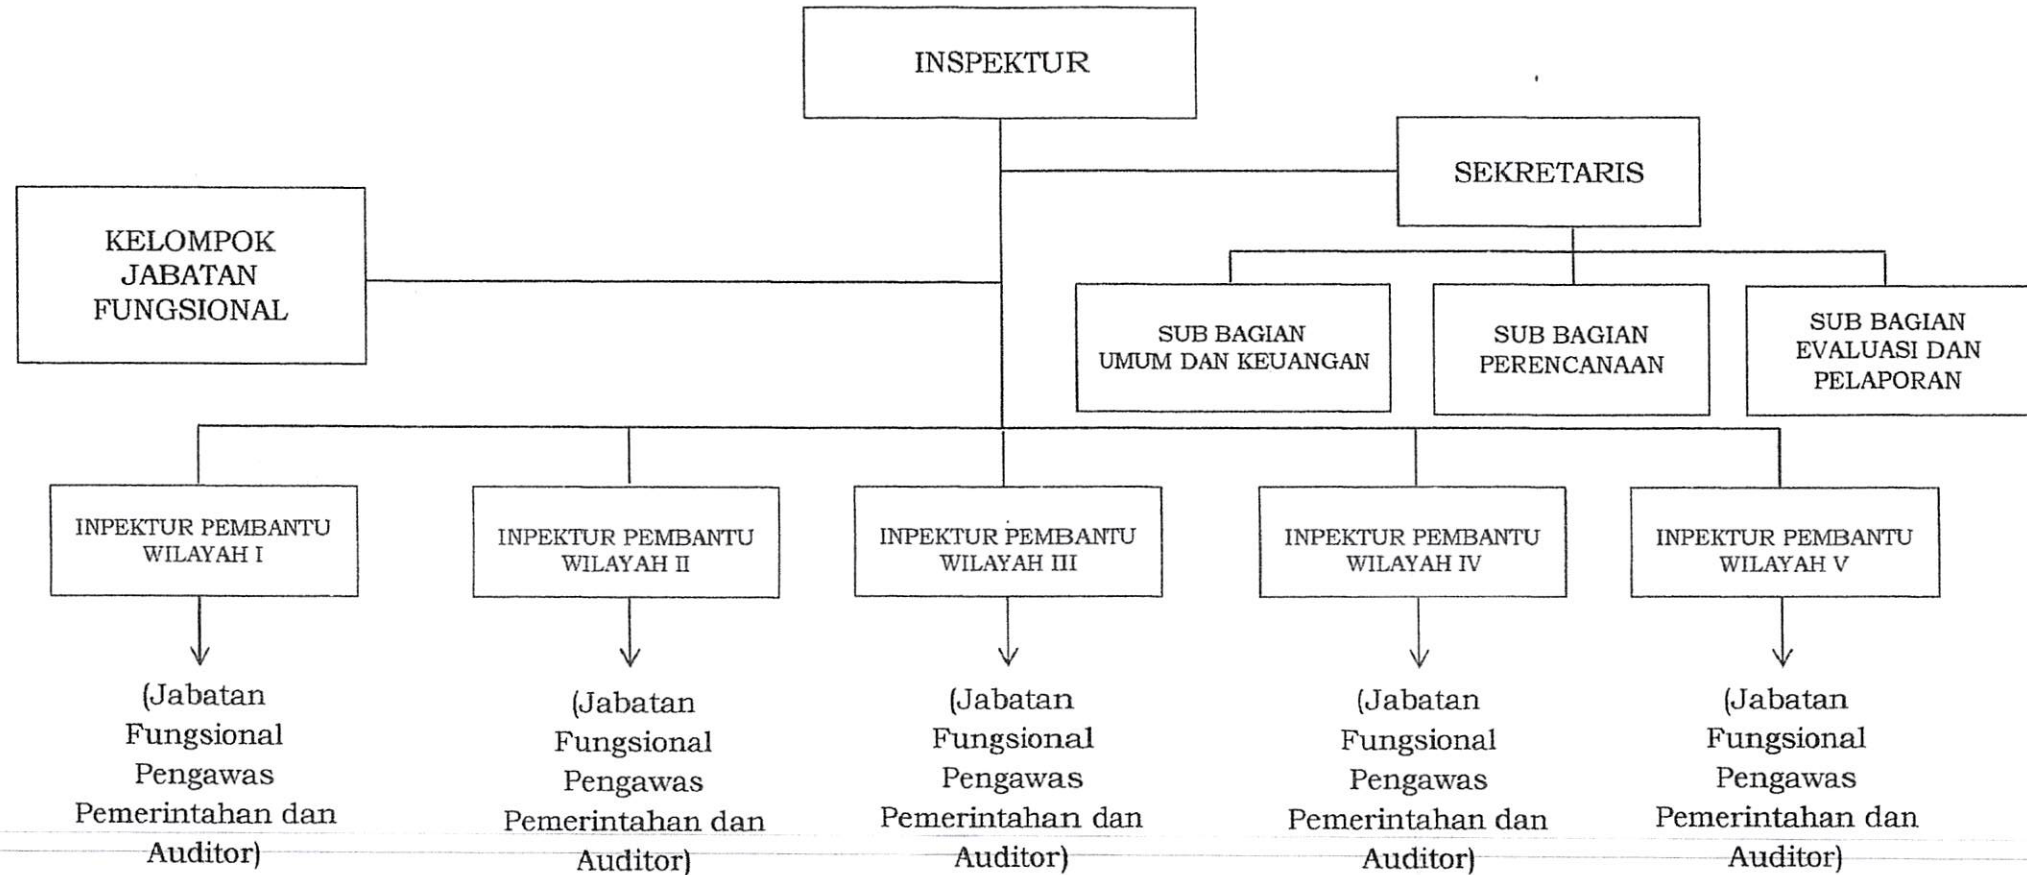 INSPEKTUR
SEKRETARIS
KELOMPOK
JABATAN
FUNGSIONAL
SUB BAGIAN
UMUM DAN KEUANGAN
SUB BAGIAN
PERENCANAAN
SUB BAGIAN
EVALUASI DAN
PELAPORAN
INPEKTUR PEMBANTU
WILAYAH I
INPEKTUR PEMBANTU
WILAYAH II
INPEKTUR PEMBANTU
WILAYAH III
INPEKTUR PEMBANTU
WILAYAH IV
INPEKTUR PEMBANTU
WILAYAH V
(Jabatan
Fungsional
Pengawas
Pemerintahan dan
Auditor)
(Jabatan
Fungsional
Pengawas
Pemerintahan dan
Auditor)
(Jabatan
Fungsional
Pengawas
Pemerintahan dan
Auditor)
(Jabatan
Fungsional
Pengawas
Pemerintahan dan
Auditor)
(Jabatan
Fungsional
Pengawas
Pemerintahan dan
Auditor)